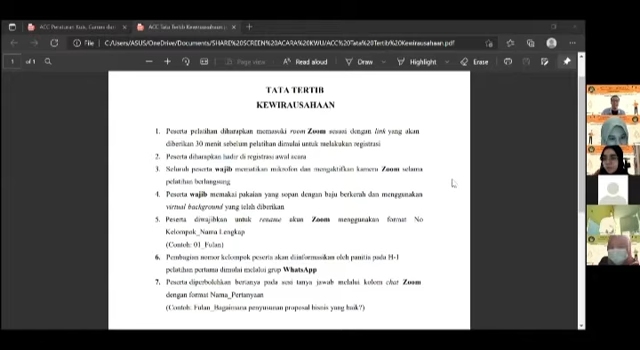 ACC Peraturan Kuis, Games dan
ACC Tata Tertib Kewirausahaan.p
File
C:/Users/ASUS/OneDrive/Documents/SHARE%20SCREEN%20ACARA%20KWU/ACC%20Tata%20Tertib%20Kewirausahaan.pdf
1 of 1
Page view
Read aloud
Draw
Highlight
Erase
TATA TERTIB
KEWIRAUSAHAAN
1. Peserta pelatihan diharapkan memasuki room Zoom sesuai dengan link yang akan
diberikan 30 menit sebelum pelatihan dimulai untuk melakukan registrasi
2. Peserta diharapkan hadir di registrasi awal acara
3. Seluruh peserta wajib mematikan mikrofon dan mengaktifkan kamera Zoom selama
pelatihan berlangsung
4. Peserta wajib memakai pakaian yang sopan dengan baju berkerah dan menggunakan
virtual background yang telah diberikan
5. Peserta diwajibkan untuk rename akun Zoom menggunakan format No
Kelompok_Nama Lengkap
(Contoh: 01_Fulan)
6. Pembagian nomor kelompok peserta akan diinformasikan oleh panitia pada H-1
pelatihan pertama dimulai melalui grup WhatsApp
7. Peserta diperbolehkan bertanya pada sesi tanya jawab melalui kolom chat Zoom
dengan format Nama_Pertanyaan
(Contoh: Fulan_Bagaimana penyusunan proposal bisnis yang baik?)